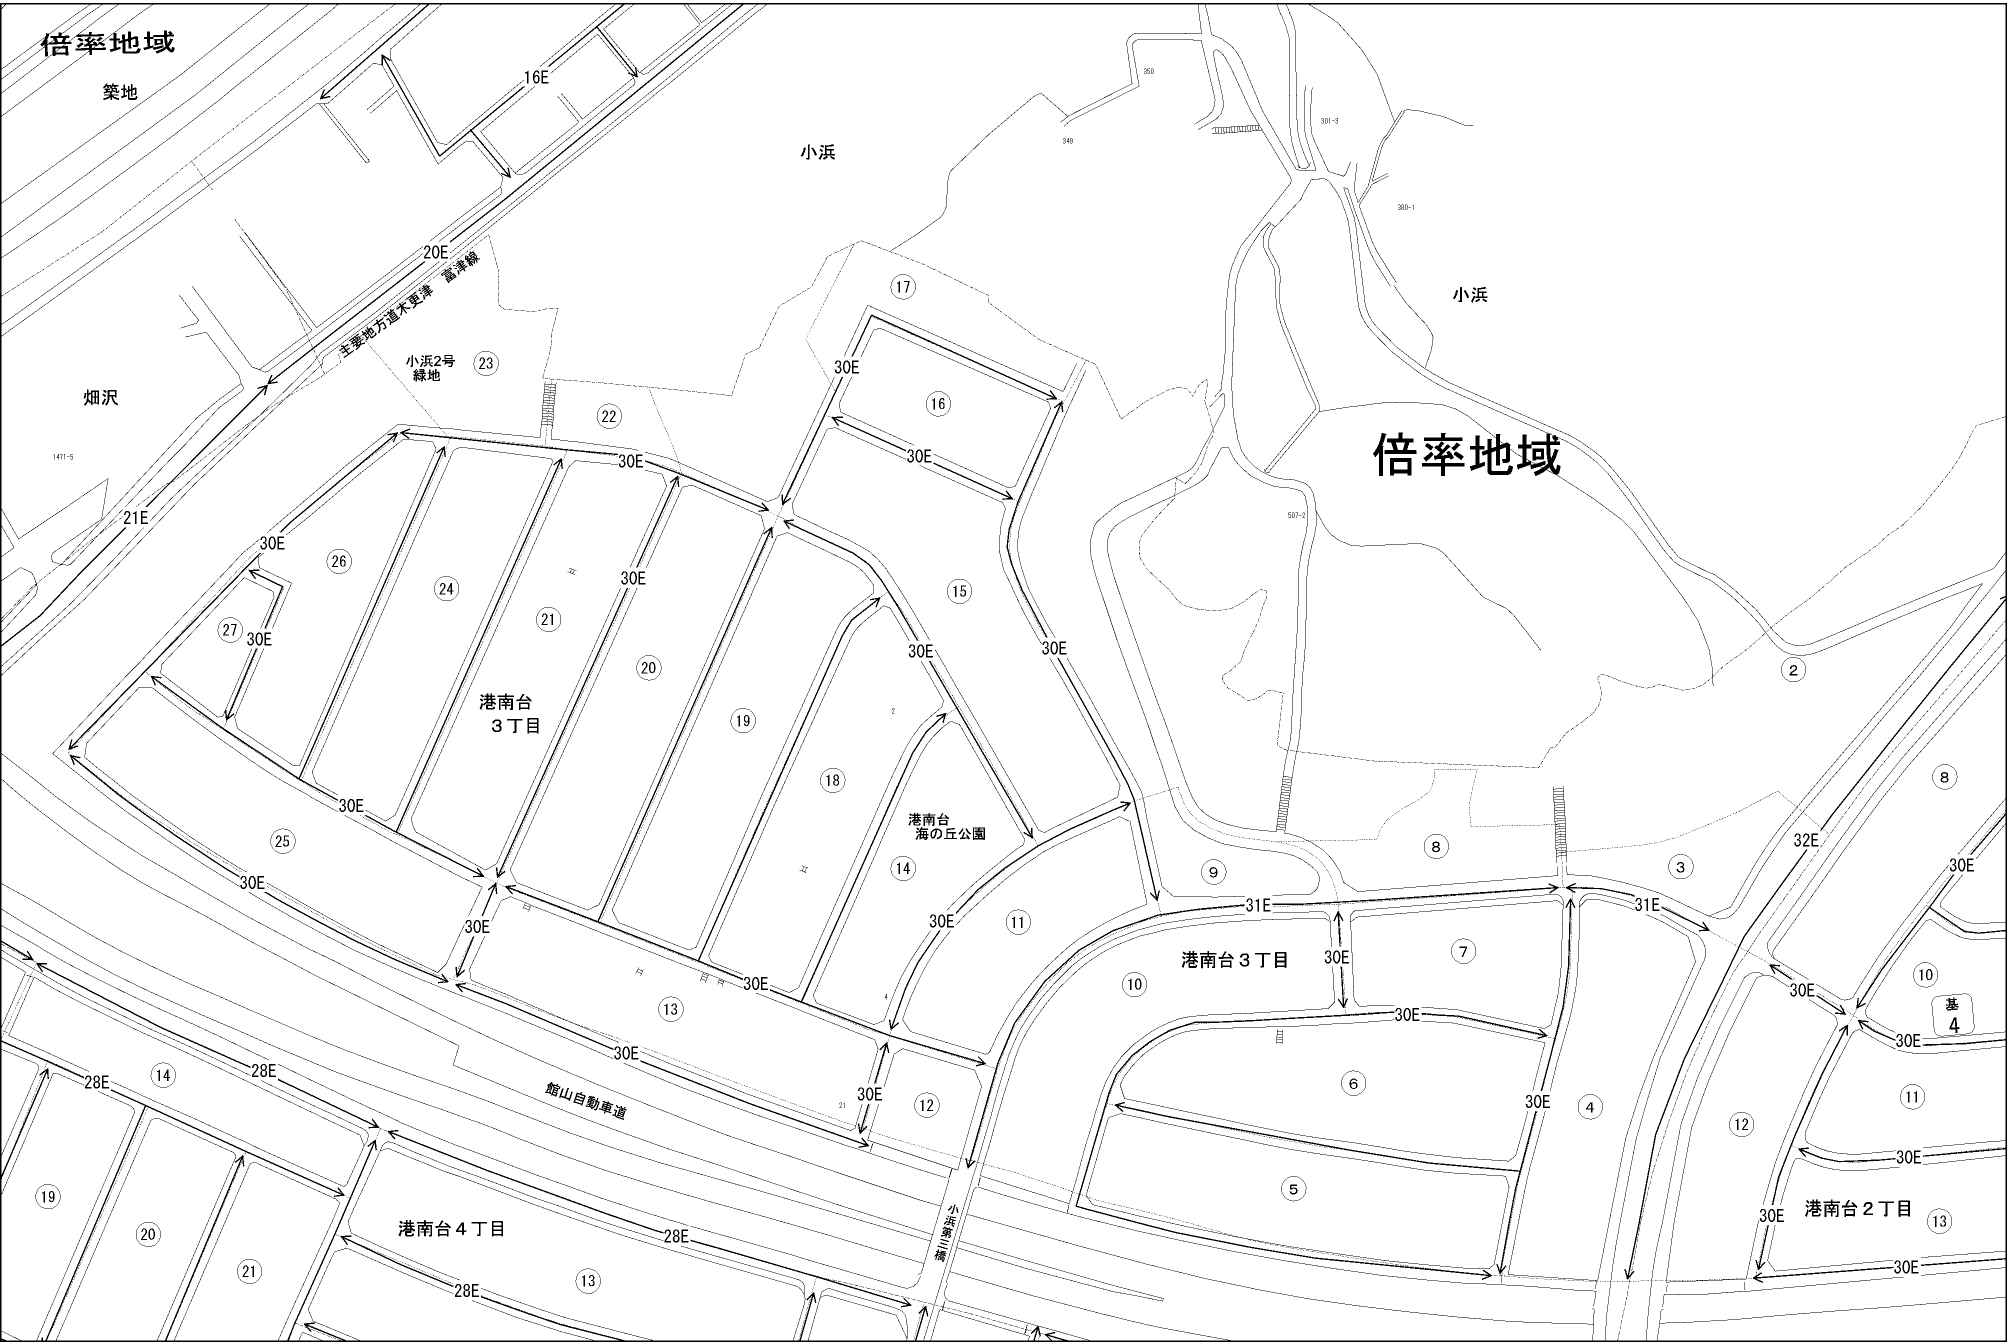 倍率地域
築地
16E
350
349
301-3
小浜
380-1
20E
主要地方道木更津　富津線
17
小浜
小浜2号
緑地
23
30E
畑沢
22
16
倍率地域
1471-5
30E
30E
21E
507-2
30E
26
30E
24
15
21
27
30E
30E
30E
20
2
港南台
3丁目
2
19
18
8
30E
港南台
海の丘公園
32E
25
8
14
9
3
30E
30E
31E
31E
30E
30E
11
7
港南台3丁目
30E
10
30E
10
基
4
30E
4
13
30E
30E
30E
30E
28E
14
28E
館山自動車道
6
30E
21
12
30E
4
11
12
30E
5
19
小浜第三橋
港南台2丁目
13
30E
港南台4丁目
20
28E
30E
21
13
28E